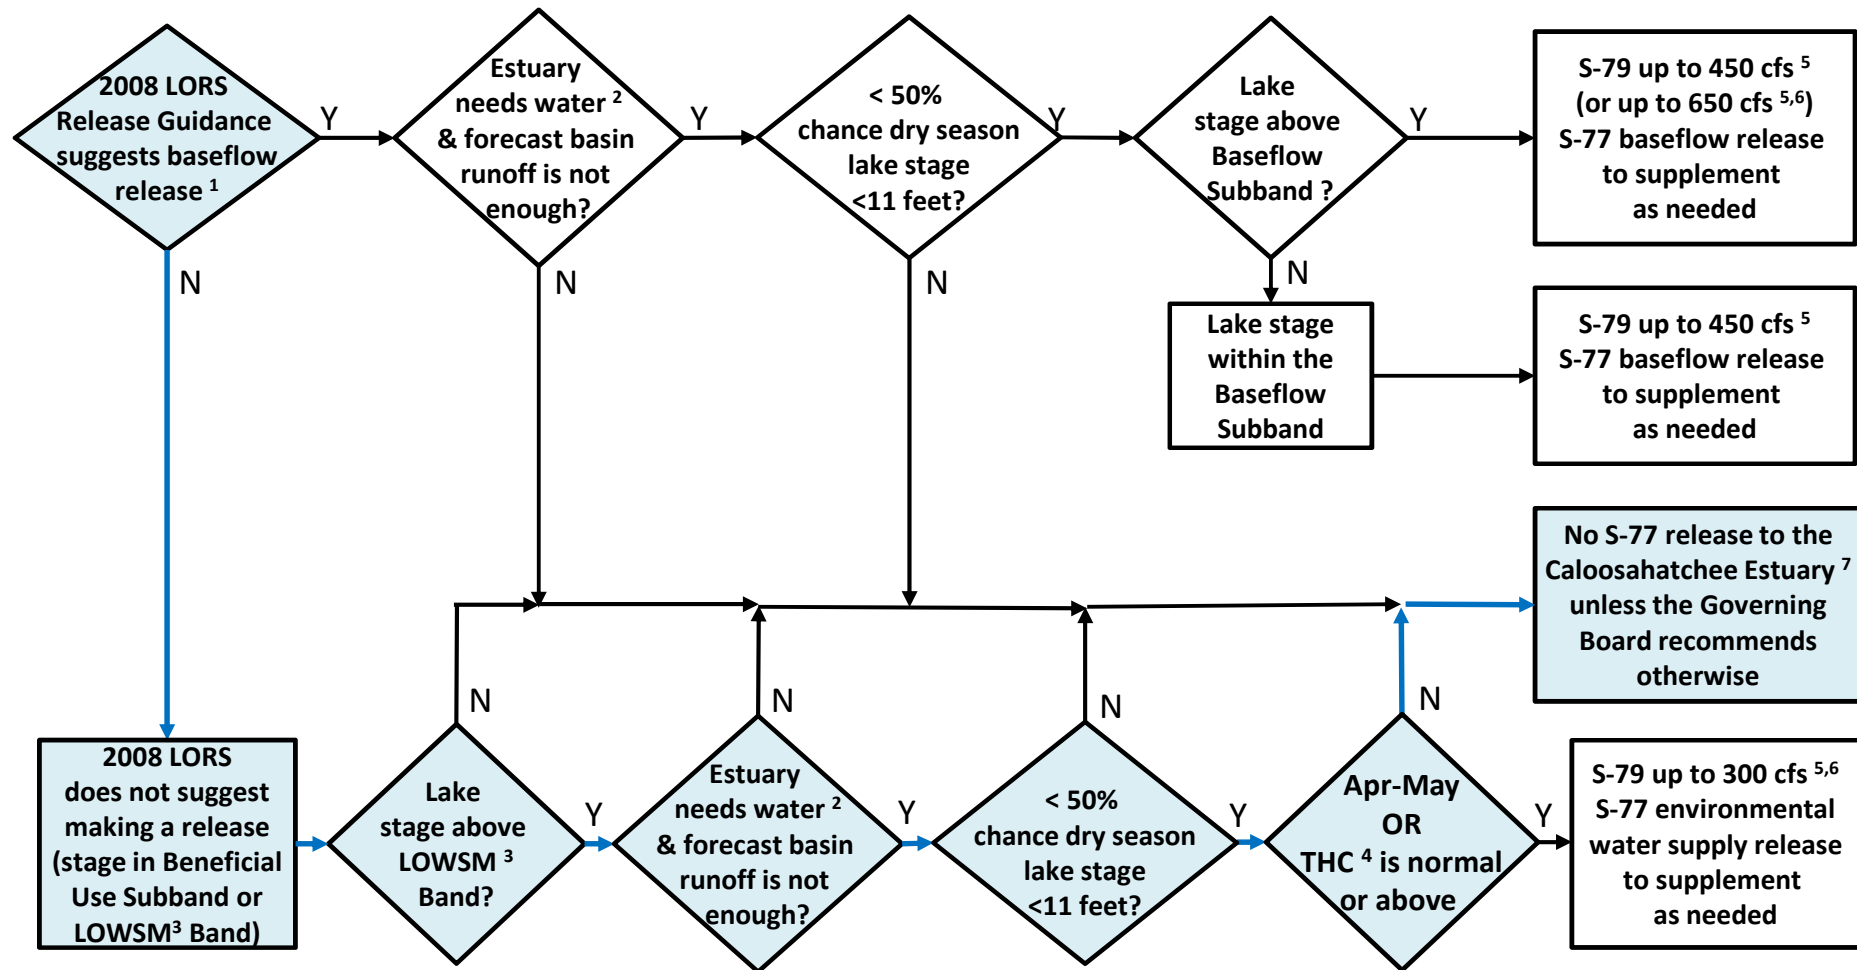 2008 LORS
Release Guidance
suggests baseflow
release 1
Y
N
Estuary
needs water 2
& forecast basin
runoff is not
enough?
Y
N
< 50%
chance dry season
lake stage
<11 feet?
Y
N
Lake
stage above
Baseflow
Subband ?
Y
N
S-79 up to 450 cfs 5
(or up to 650 cfs 5,6)
S-77 baseflow release
to supplement
as needed
Lake stage
within the
Baseflow
Subband
S-79 up to 450 cfs 5
S-77 baseflow release
to supplement
as needed
No S-77 release to the
Caloosahatchee Estuary 7
unless the Governing
Board recommends
otherwise
2008 LORS
does not suggest
making a release
(stage in Beneficial
Use Subband or
LOWSM3 Band)
Lake
stage above
LOWSM 3
Band?
N
Y
Estuary
needs water 2
& forecast basin
runoff is not
enough?
N
Y
< 50%
chance dry season
lake stage
<11 feet?
N
Y
Apr-May
OR
THC 4 is normal
or above
N
Y
S-79 up to 300 cfs 5,6
S-77 environmental
water supply release
to supplement
as needed